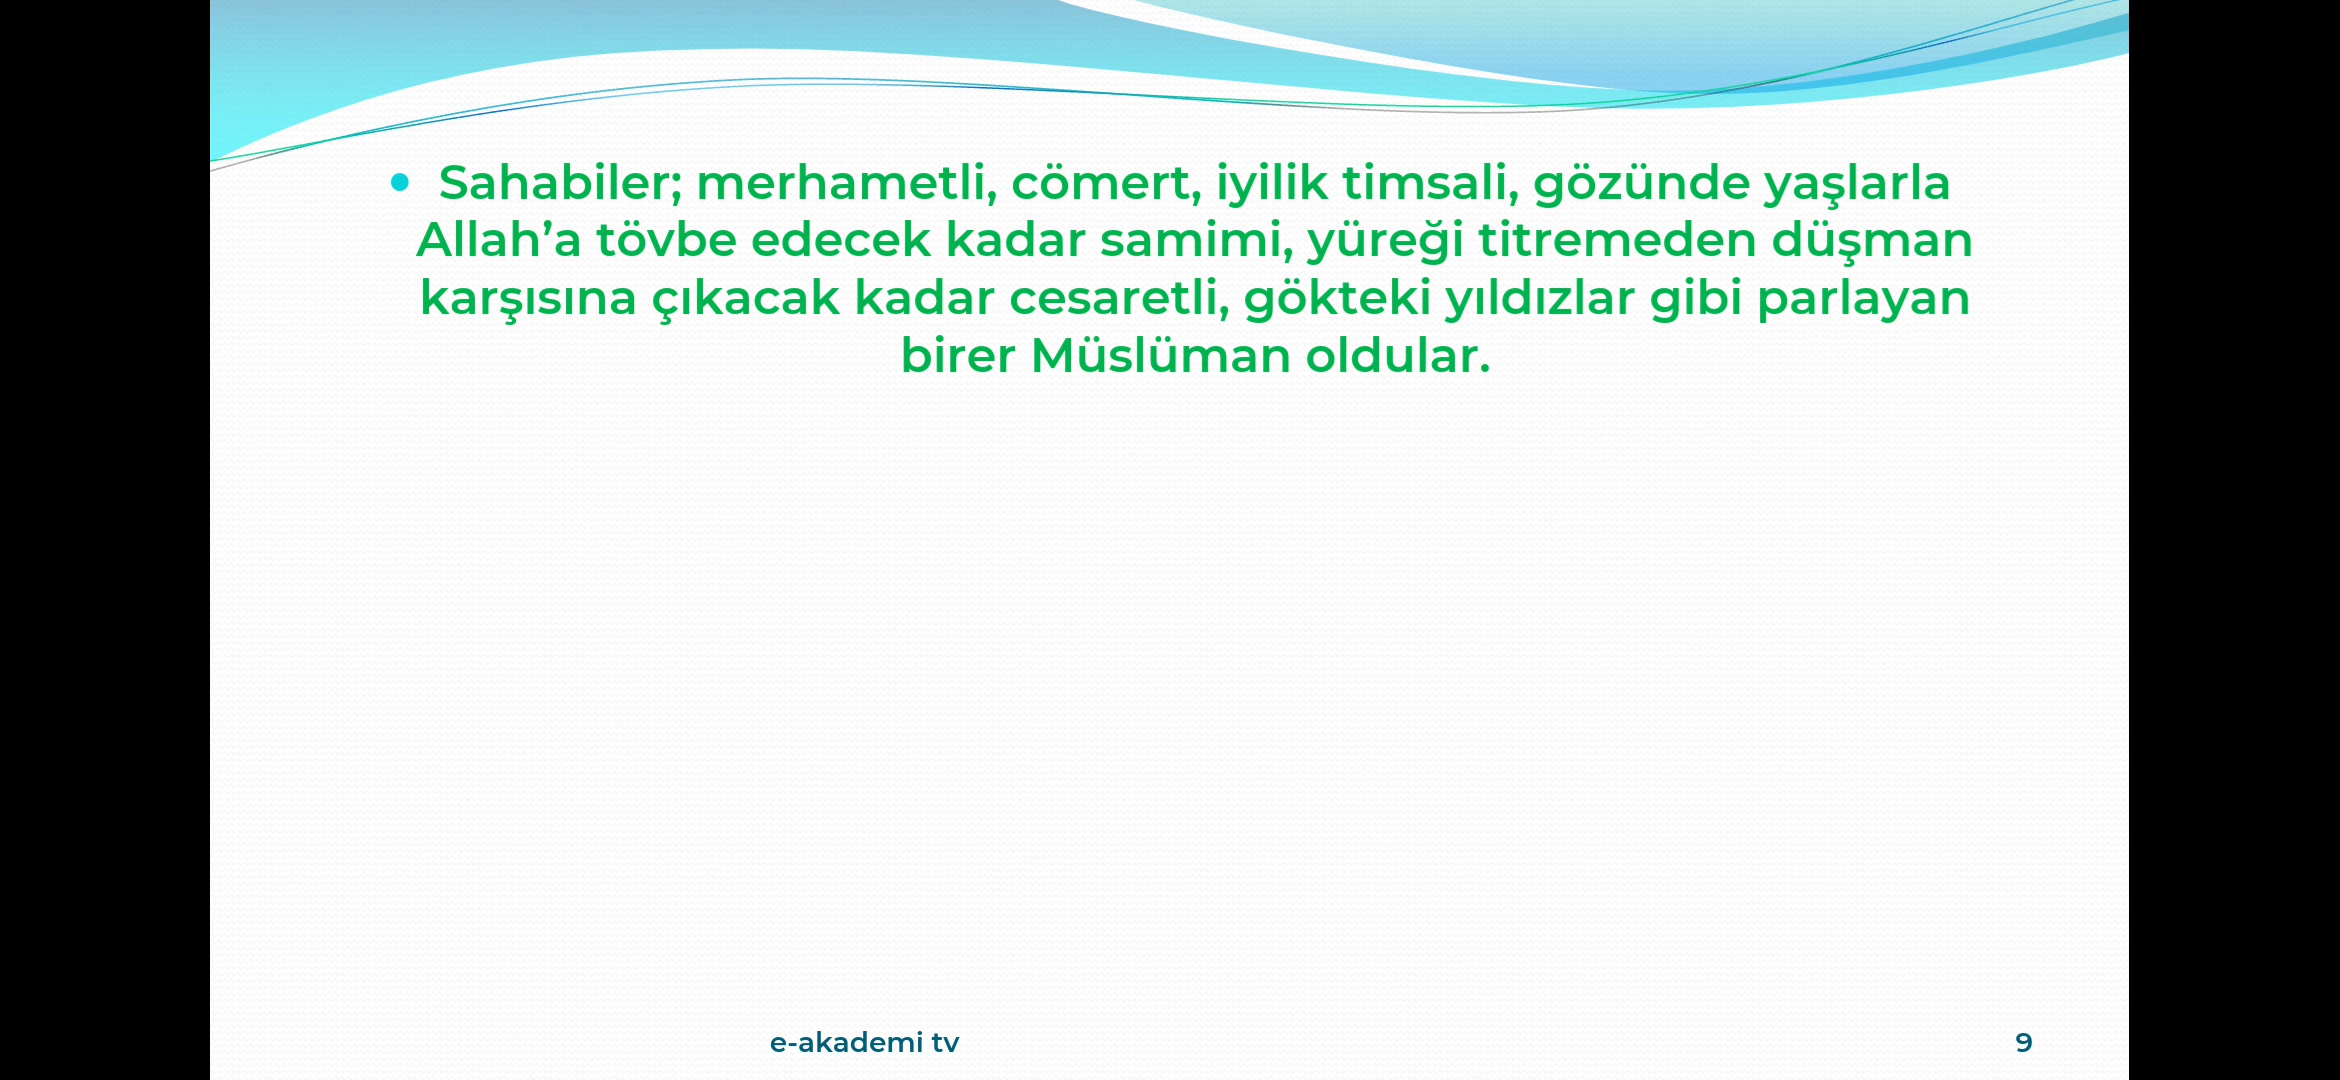 • Sahabiler; merhametli, cömert, iyilik timsali, gözünde yaşlarla
Allah’a tövbe edecek kadar samimi, yüreği titremeden düşman
karşısına çıkacak kadar cesaretli, gökteki yıldızlar gibi parlayan
birer Müslüman oldular.
e-akademi tv
9